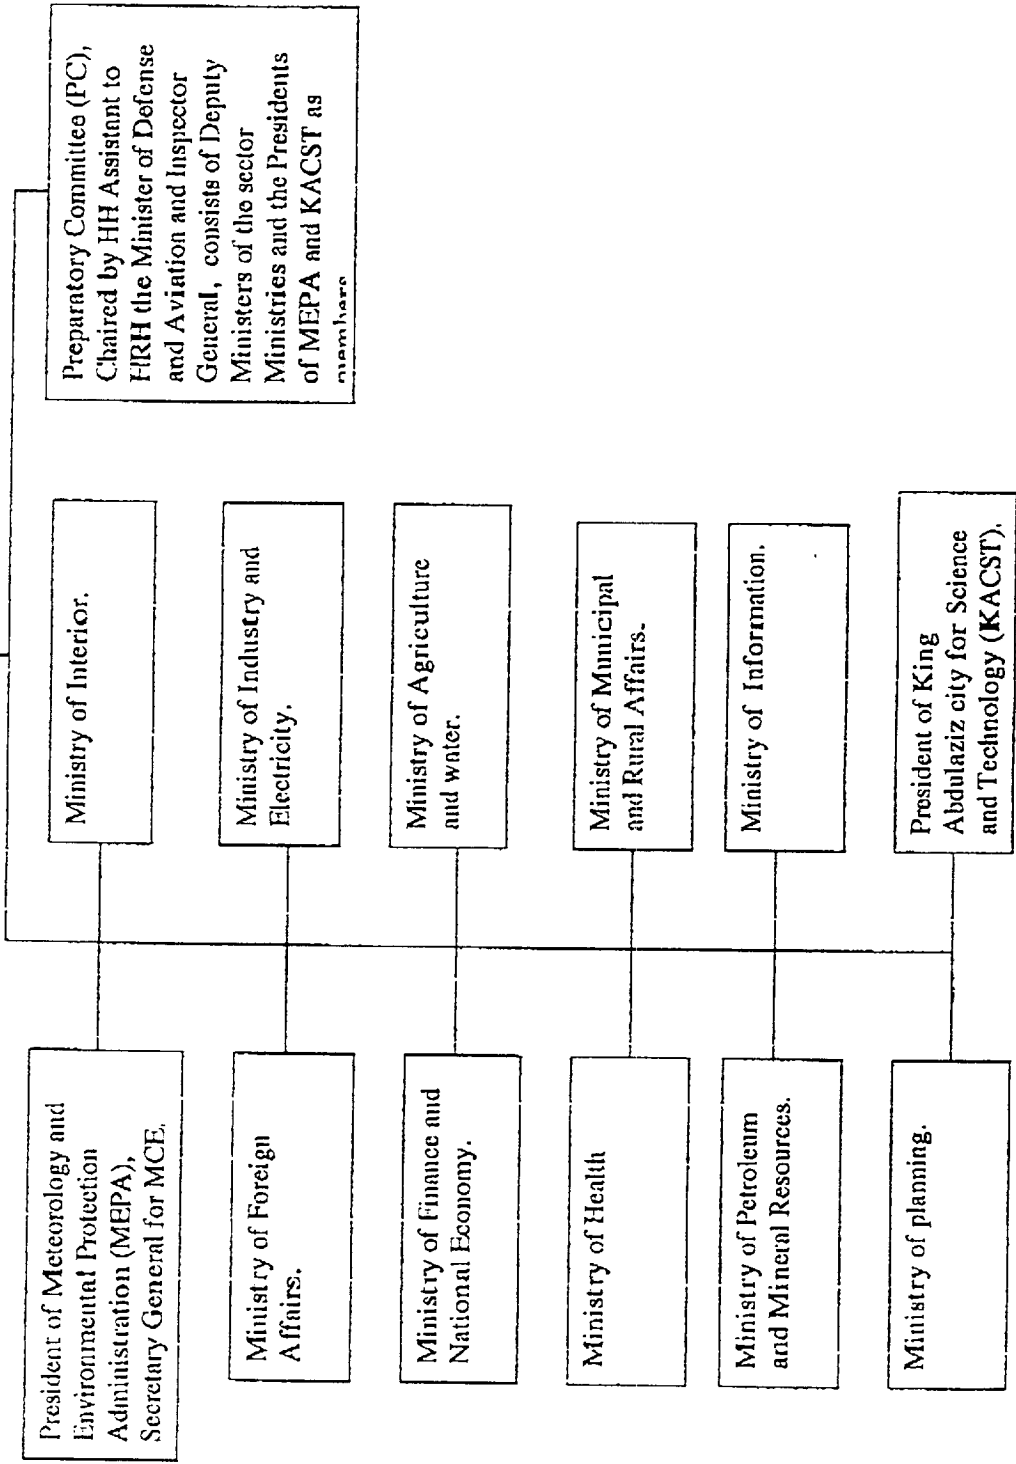 President of Meteorology and
Environmental Protection
Administration (MEPA),
Secretary General for MCE.
Ministry of Interior.
Preparatory Committee (PC),
Chaired by HH Assistant to
HRH the Minister of Defense
and Aviation and Inspector
General, consists of Deputy
Ministers of the sector
Ministries and the Presidents
of MEPA and KACST as
members
Ministry of Foreign
Affairs.
Ministry of Industry and
Electricity.
Ministry of Finance and
National Economy.
Ministry of Agriculture
and water.
Ministry of Health
Ministry of Municipal
and Rural Affairs.
Ministry of Petroleum
and Mineral Resources.
Ministry of Information.
Ministry of planning.
President of King
Abdulaziz city for Science
and Technology (KACST).